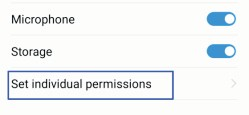 Microphone
Storage
Set individual permissions